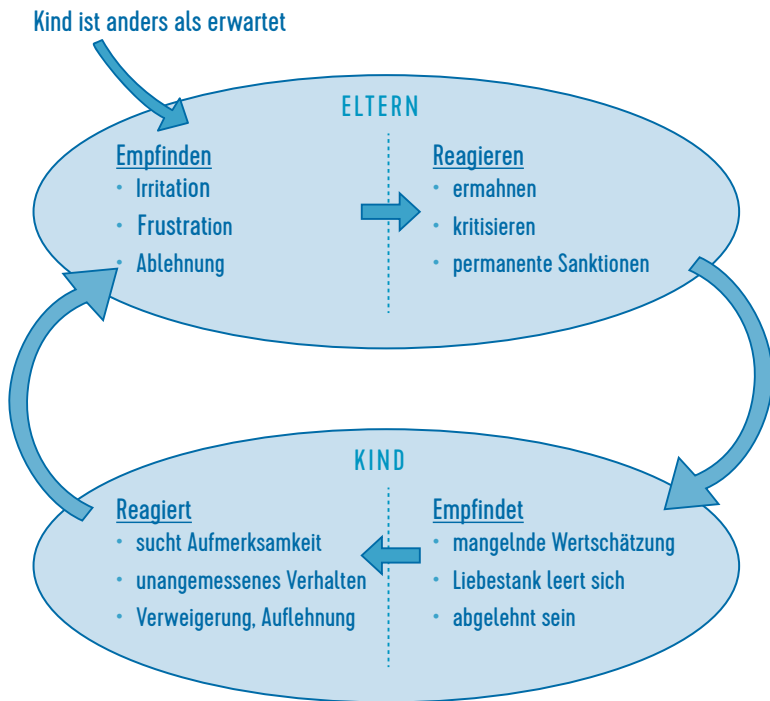 Kind ist anders als erwartet
ELTERN
Empfinden
• Irritation
• Frustration
• Ablehnung
Reagieren
• ermahnen
• kritisieren
• permanente Sanktionen
KIND
Reagiert
• sucht Aufmerksamkeit
• unangemessenes Verhalten
• Verweigerung, Auflehnung
Empfindet
• mangelnde Wertschätzung
• Liebestank leert sich
• abgelehnt sein